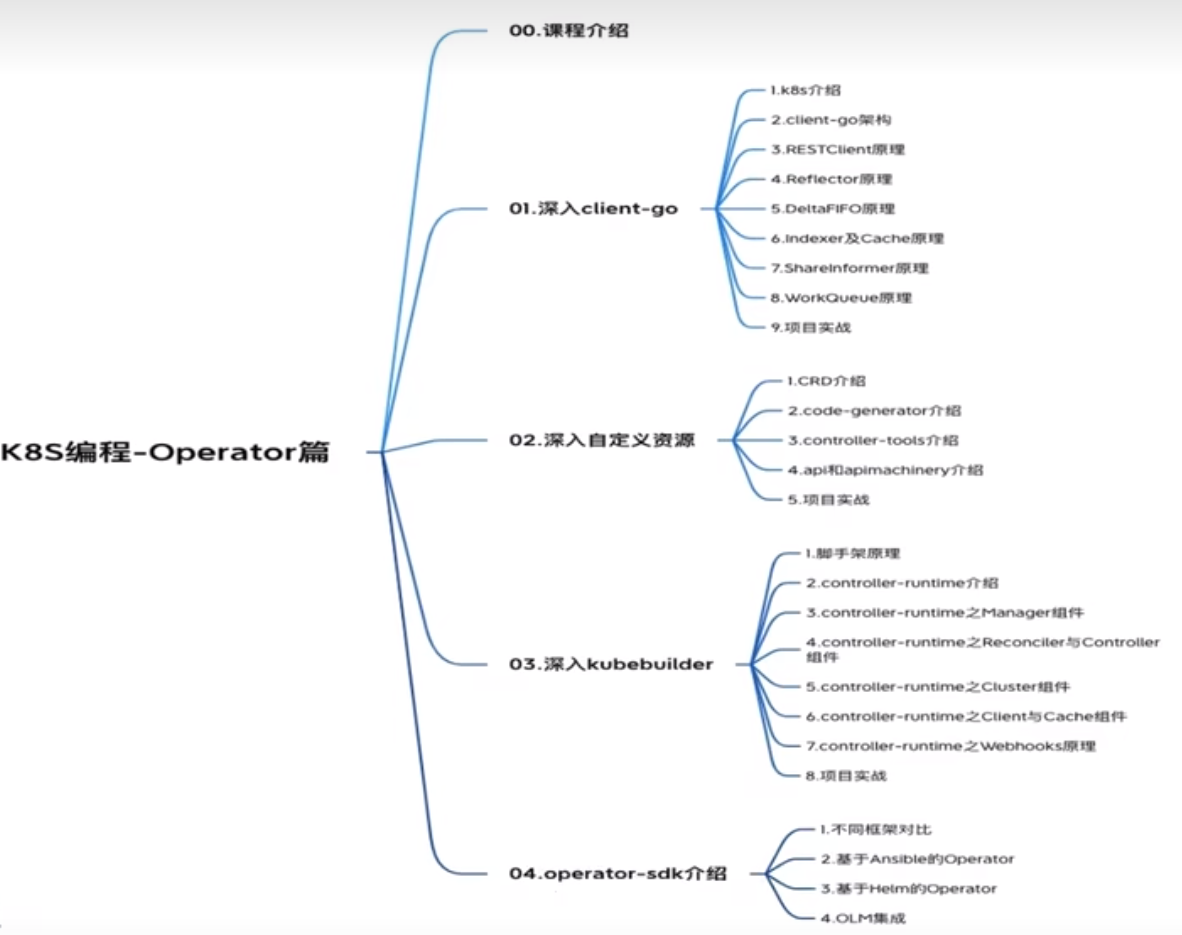 K8S编程-Operator篇
00.课程介绍
01.深入client-go
1.k8s介绍
2.client-go架构
3.RESTClient原理
4.Reflector原理
5.DeltaFIFO原理
6.Indexer及Cache原理
7.ShareInformer原理
8.WorkQueue原理
9.项目实战
02.深入自定义资源
1.CRD介绍
2.code-generator介绍
3.controller-tools介绍
4.api和apimachinery介绍
5.项目实战
03.深入kubebuilder
1.脚手架原理
2.controller-runtime介绍
3.controller-runtime之Manager组件
4.controller-runtime之Reconciler与Controller
组件
5.controller-runtime之Cluster组件
6.controller-runtime之Client与Cache组件
7.controller-runtime之Webhooks原理
8.项目实战
04.operator-sdk介绍
1.不同框架对比
2.基于Ansible的Operator
3.基于Helm的Operator
4.OLM集成